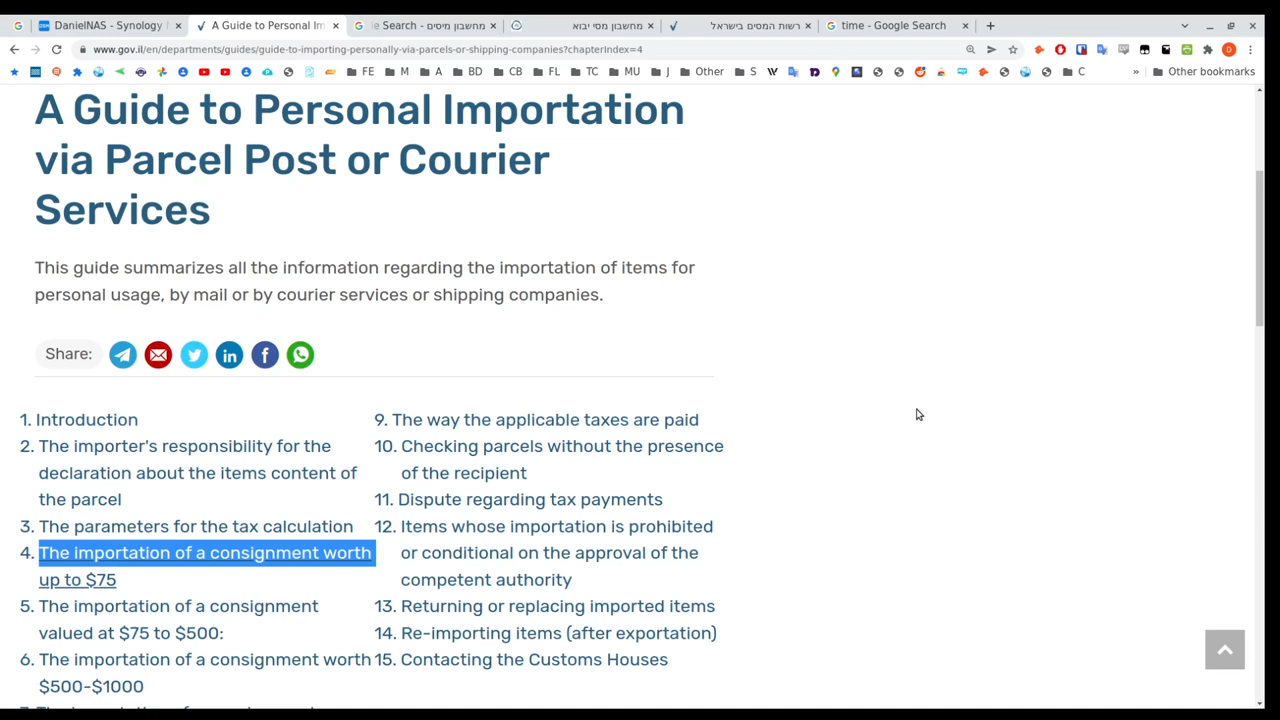 DanielNAS - Synology
A Guide to Personal Im
le Search - מחשבון מיסים
מחשבון מסי יבוא
רשות המסים בישראל
time - Google Search
www.gov.il/en/departments/guides/guide-to-importing-personally-via-parcels-or-shipping-companies?chapterIndex=4
FE
M
A
BD
CB
FL
TC
MU
J
Other
S
C
Other bookmarks
A Guide to Personal Importation
via Parcel Post or Courier
Services
This guide summarizes all the information regarding the importation of items for
personal usage, by mail or by courier services or shipping companies.
Share:
1. Introduction
2. The importer's responsibility for the
declaration about the items content of
the parcel
3. The parameters for the tax calculation
4. The importation of a consignment worth
up to $75
5. The importation of a consignment
valued at $75 to $500:
6. The importation of a consignment worth
$500-$1000
9. The way the applicable taxes are paid
10. Checking parcels without the presence
of the recipient
11. Dispute regarding tax payments
12. Items whose importation is prohibited
or conditional on the approval of the
competent authority
13. Returning or replacing imported items
14. Re-importing items (after exportation)
15. Contacting the Customs Houses